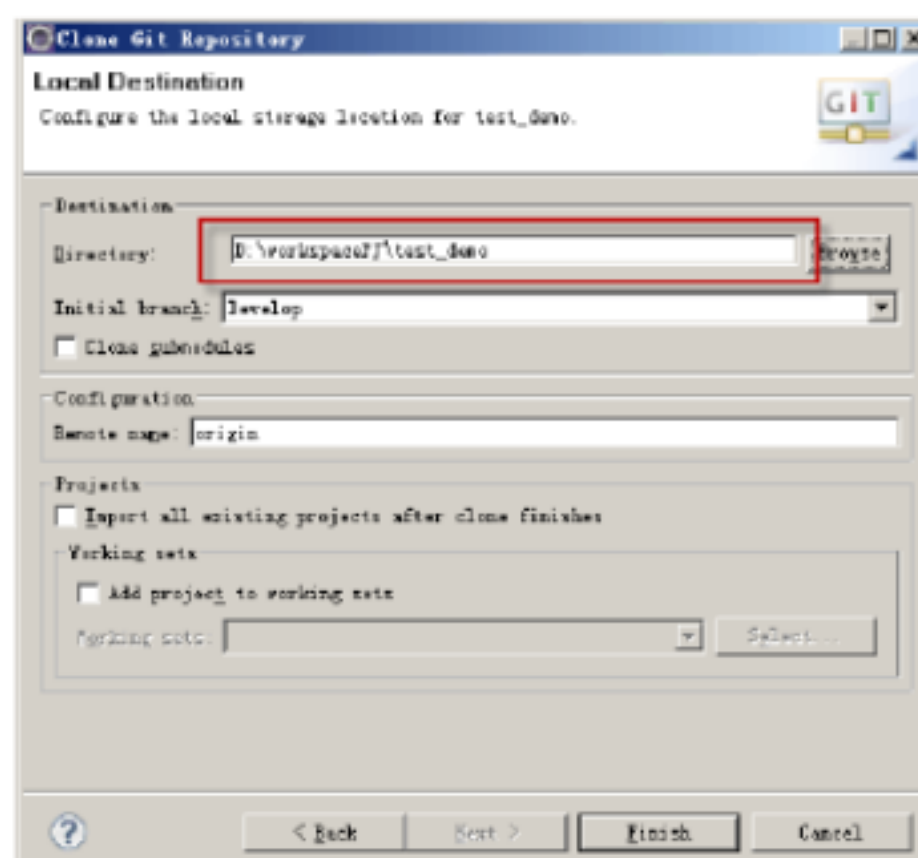 Clone Git Repository
Local Destination
Configure the local storage location for test_demo.
GIT
Destination
Directory: \test_demo Browse
Initial branch: Develop
Clone submodules
Configuration
Remote name: origin
Projects
Import all existing projects after clone finishes
Working sets
Add project to working sets
Working sets: Select...
< Back Next > Finish Cancel